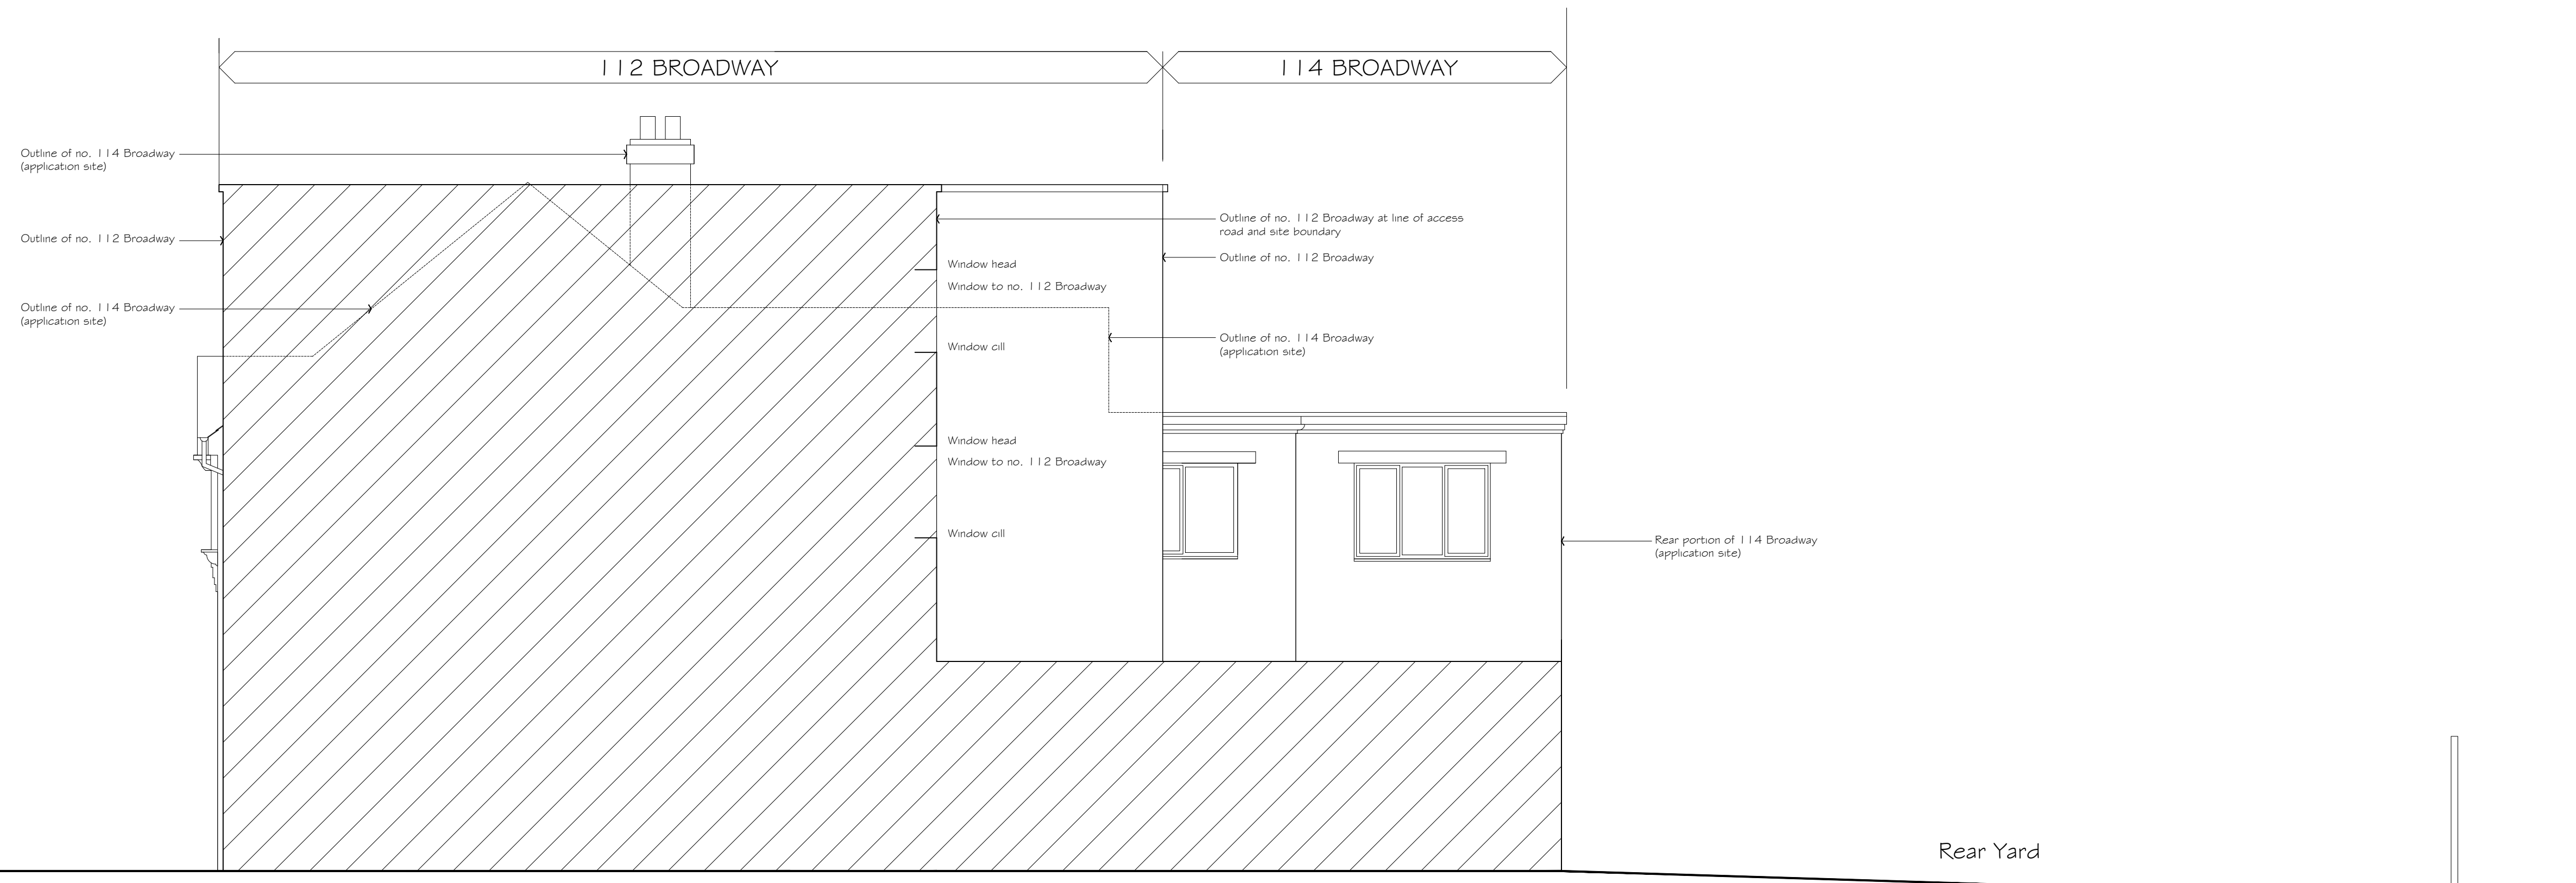 112 BROADWAY
114 BROADWAY
Outline of no. 114 Broadway
(application site)
Outline of no. 112 Broadway
Outline of no. 114 Broadway
(application site)
Window head
Window to no. 112 Broadway
Window cill
Window head
Window to no. 112 Broadway
Window cill
Outline of no. 112 Broadway at line of access
road and site boundary
Outline of no. 112 Broadway
Outline of no. 114 Broadway
(application site)
Rear portion of 114 Broadway
(application site)
Rear Yard